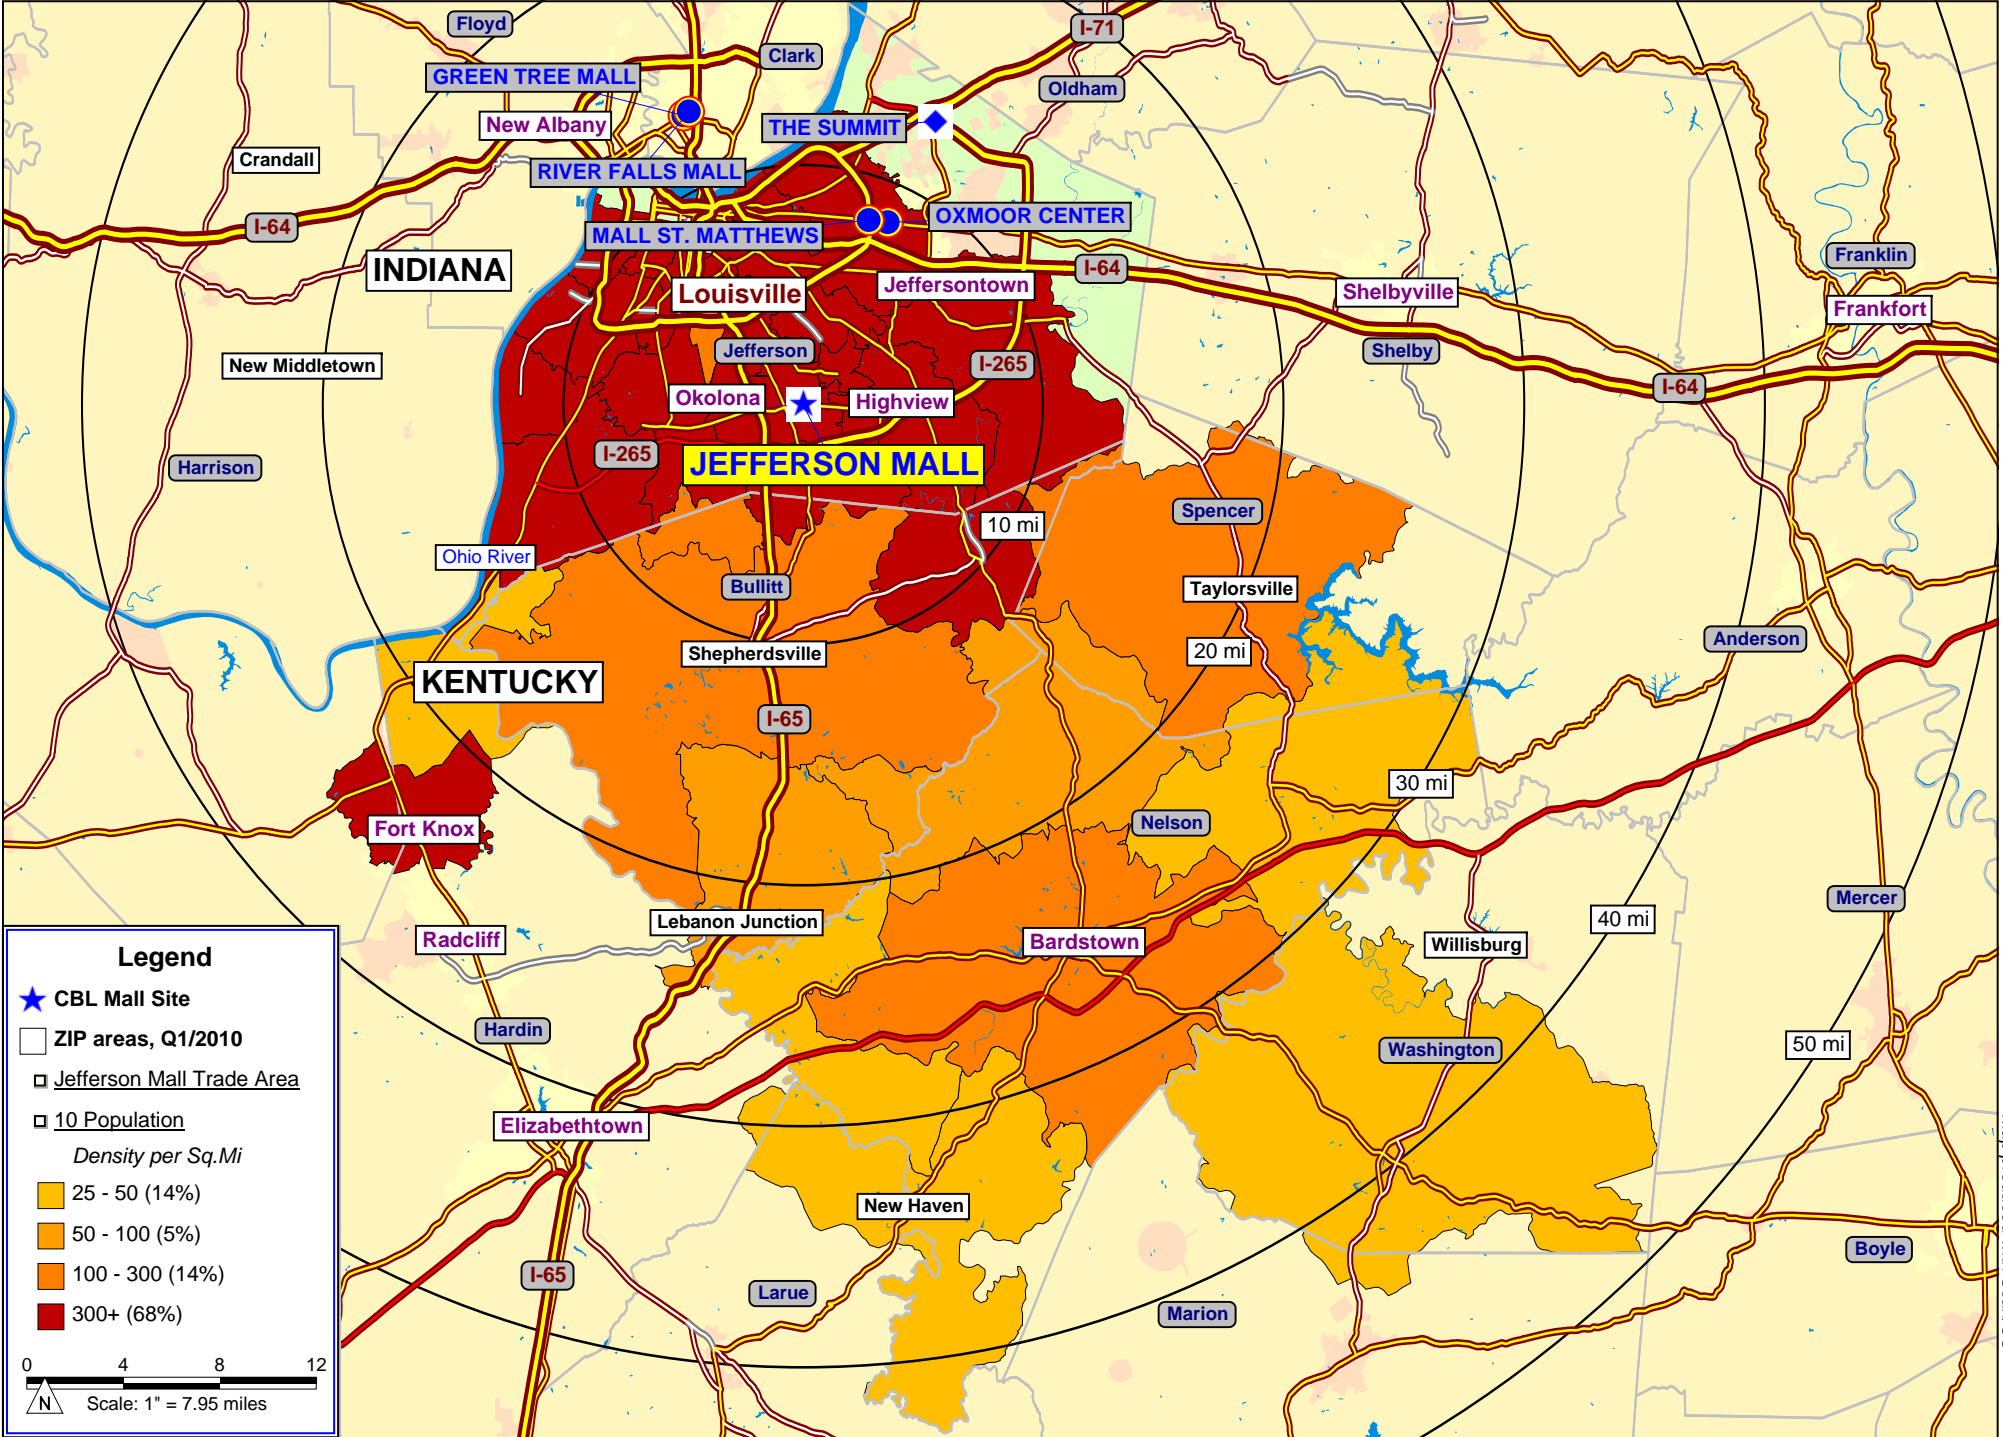 Floyd
I-71
Clark
GREEN TREE MALL
Oldham
New Albany
THE SUMMIT
Crandall
RIVER FALLS MALL
OXMOOR CENTER
I-64
MALL ST. MATTHEWS
Franklin
INDIANA
I-64
Louisville
Jeffersontown
Shelbyville
Frankfort
Jefferson
Shelby
New Middletown
I-265
I-64
Okolona
Highview
I-265
JEFFERSON MALL
Harrison
Spencer
10 mi
Ohio River
Bullitt
Taylorsville
Anderson
Shepherdsville
20 mi
KENTUCKY
I-65
30 mi
Nelson
Fort Knox
Mercer
Lebanon Junction
40 mi
Radcliff
Bardstown
Willisburg
Hardin
50 mi
Washington
Elizabethtown
New Haven
Boyle
I-65
Larue
Marion
Legend
CBL Mall Site
ZIP areas, Q1/2010
Jefferson Mall Trade Area
10 Population
Density per Sq.Mi
25 - 50 (14%)
50 - 100 (5%)
100 - 300 (14%)
300+ (68%)
0 4 8 12
N
Scale: 1" = 7.95 miles